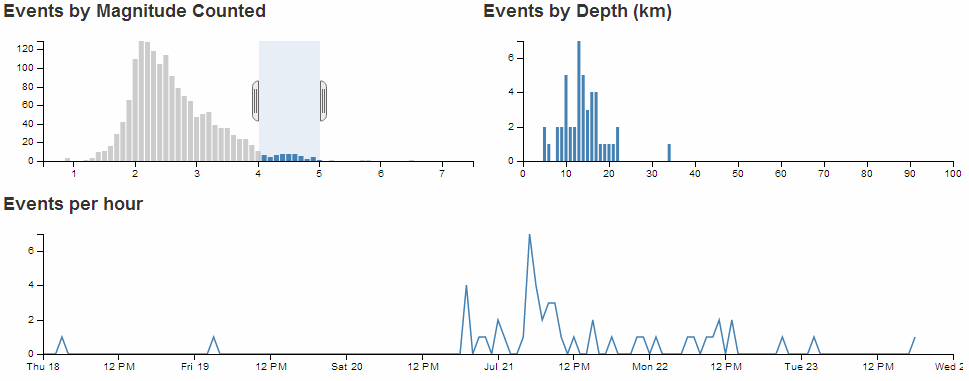 Events by Magnitude Counted
Events by Depth (km)
120
100
80
60
40
20
0
1 2 3 4 5 6 7
6
4
2
0
0 10 20 30 40 50 60 70 80 90 100
Events per hour
6
4
2
0
Thu 18 12 PM Fri 19 12 PM Sat 20 12 PM Jul 21 12 PM Mon 22 12 PM Tue 23 12 PM Wed 2